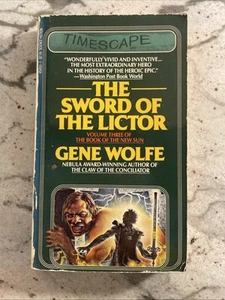 TIMESCAPE
"WONDERFULLY VIVID AND INVENTIVE...
THE MOST EXTRAORDINARY HERO
IN THE HISTORY OF THE HEROIC EPIC."
—Washington Post Book World
THE
SWORD OF
THE LICTOR
VOLUME THREE OF
THE BOOK OF THE NEW SUN
GENE WOLFE
NEBULA AWARD-WINNING AUTHOR OF
THE CLAW OF THE CONCILIATOR